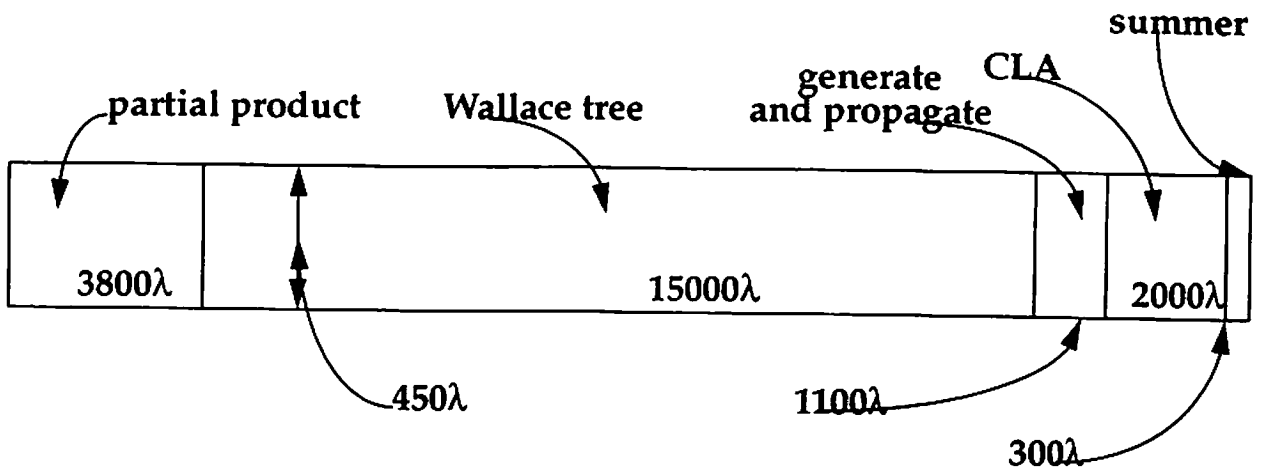 summer
CLA
generate
and propagate
partial product
Wallace tree
3800λ
15000λ
2000λ
450λ
1100λ
300λ